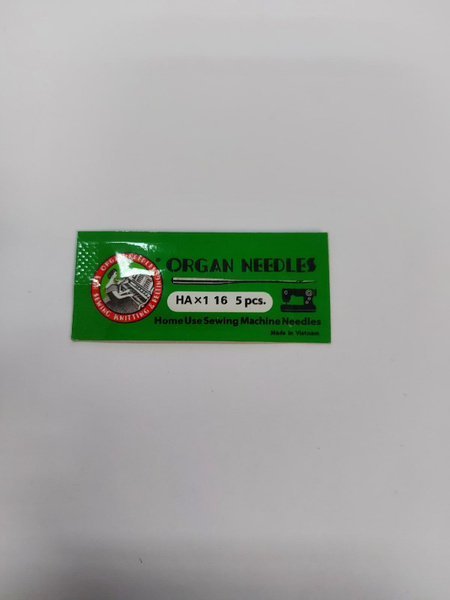 ORGAN NEEDLES
HA×1 16 5 pcs.
Home Use Sewing Machine Needles
Made in Vietnam